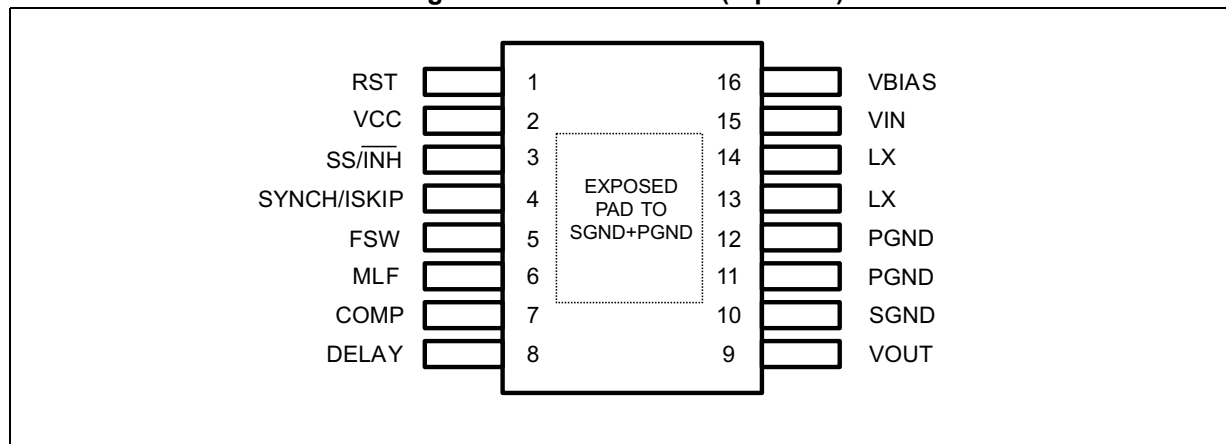 RST 1 16 VBIAS
VCC 2 15 VIN
SS/INH 3 14 LX
SYNCH/ISKIP 4 13 LX
EXPOSED
PAD TO
SGND+PGND
FSW 5 12 PGND
MLF 6 11 PGND
COMP 7 10 SGND
DELAY 8 9 VOUT